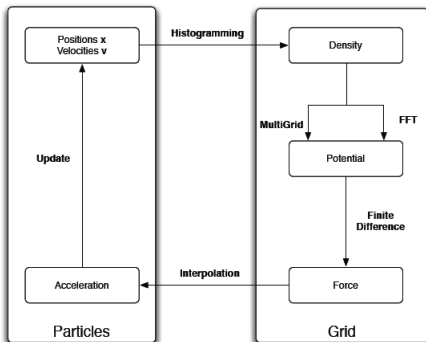 Positions x
Velocities v
Histogramming
Density
MultiGrid
FFT
Update
Potential
Finite
Difference
Interpolation
Acceleration
Force
Particles
Grid